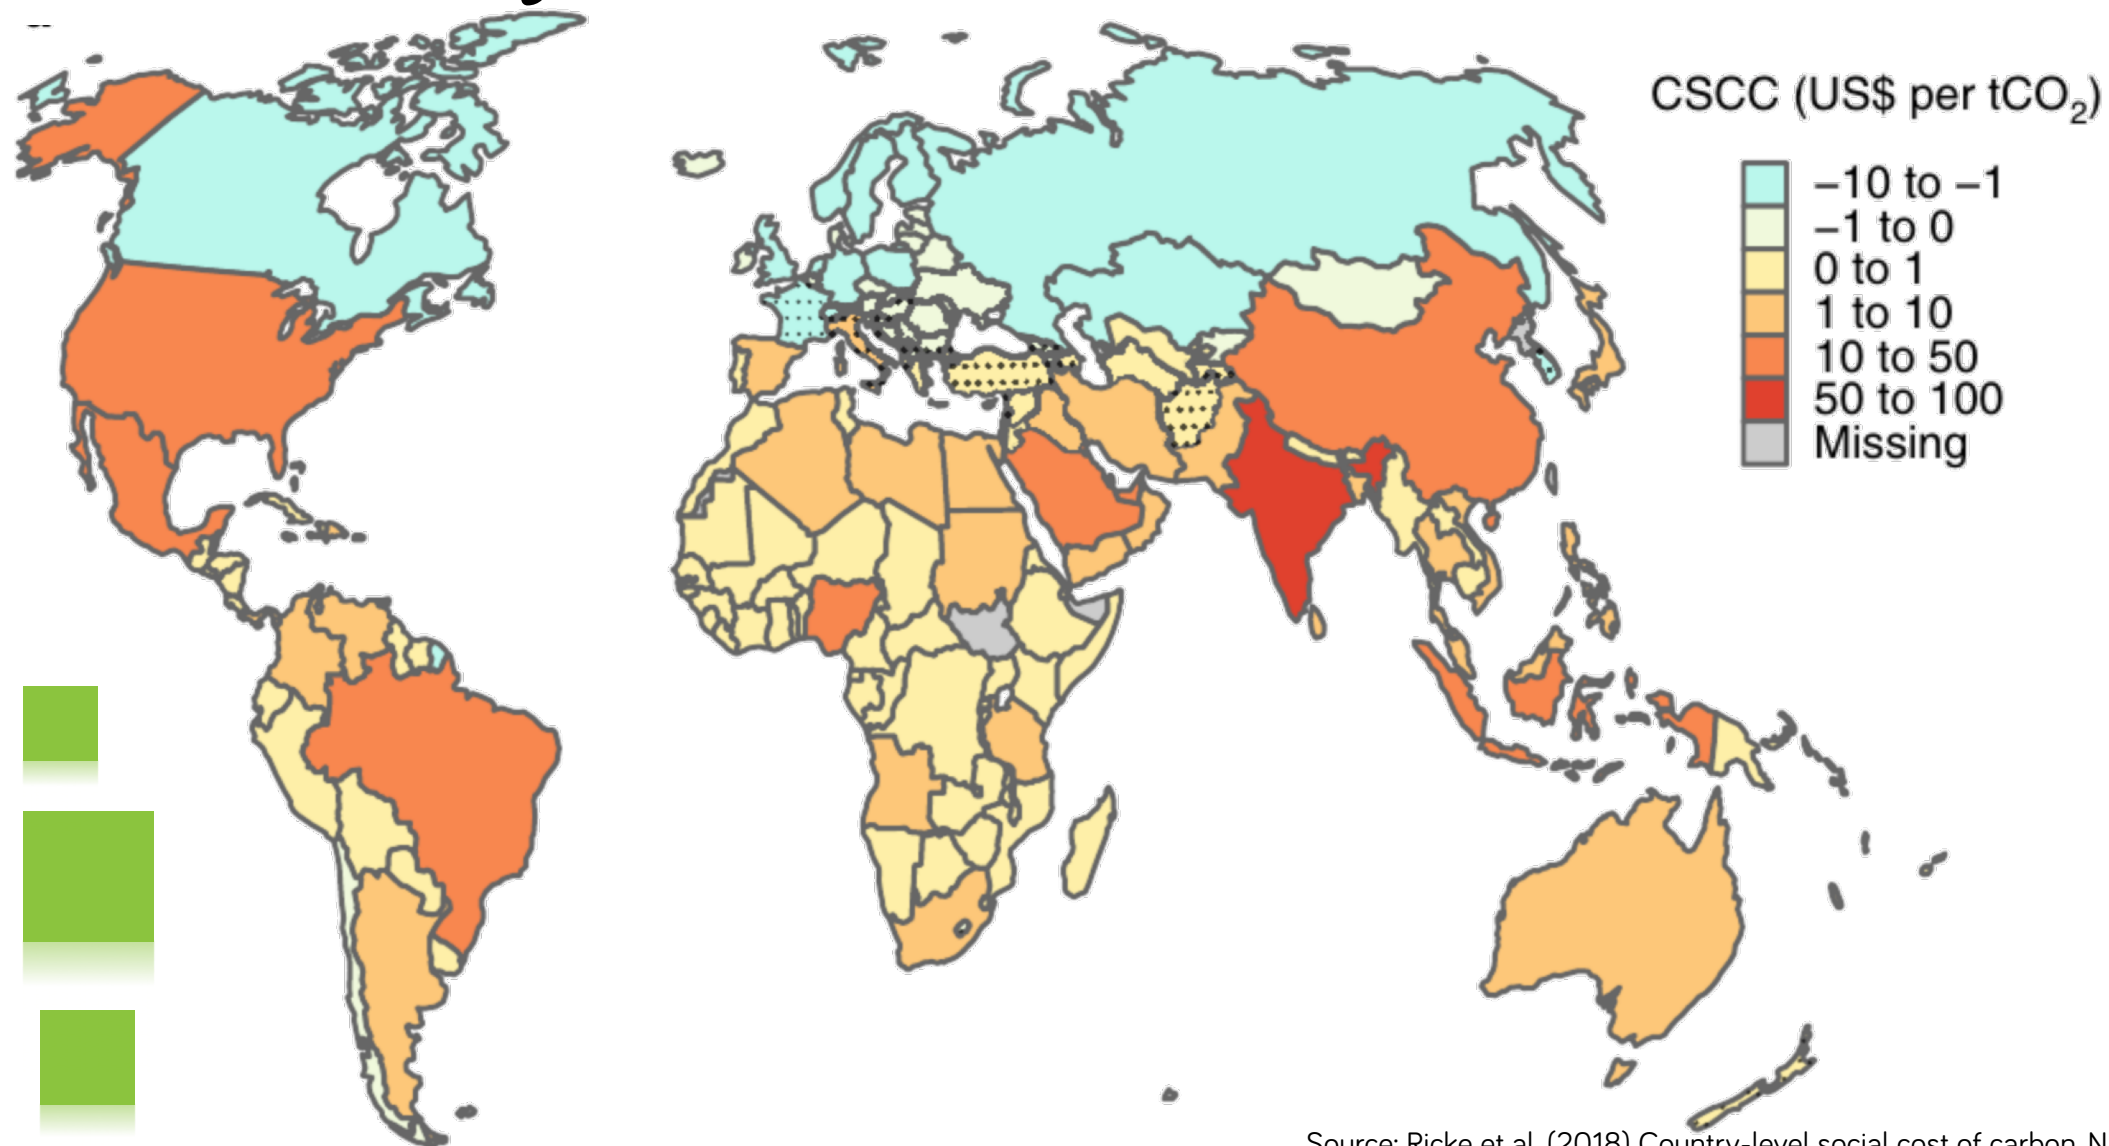 CSCC (US$ per tCO₂)
−10 to −1
−1 to 0
0 to 1
1 to 10
10 to 50
50 to 100
Missing
Source: Ricke et al. (2018) Country-level social cost of carbon. N